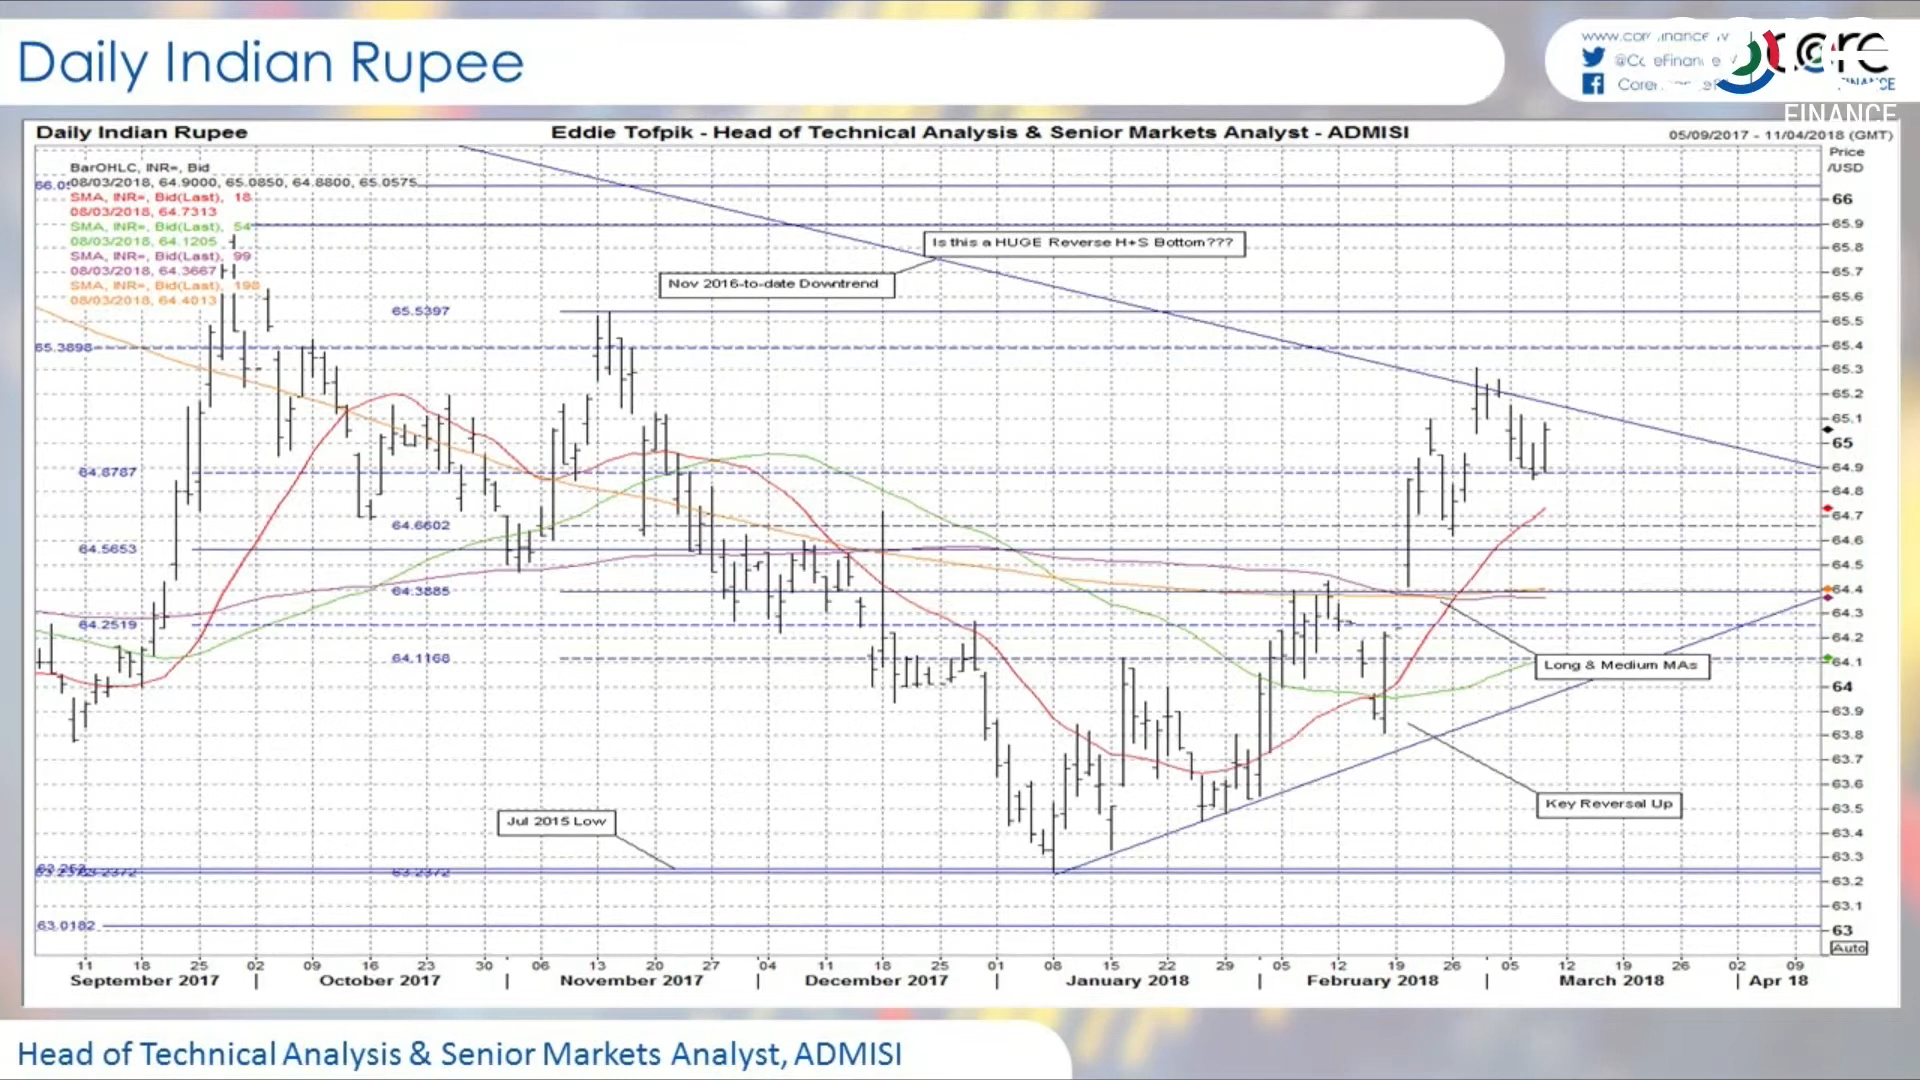 Daily Indian Rupee
FINANCE
Daily Indian Rupee
Eddie Tofpik - Head of Technical Analysis & Senior Markets Analyst - ADMISI
05/09/2017 - 11/04/2018 (GMT)
Price
/USD
BarOHLC, INR=, Bid
08/03/2018, 64.9000, 65.0850, 64.8800, 65.0575
SMA, INR=, Bid(Last), 18
08/03/2018, 64.7313
SMA, INR=, Bid(Last), 54
08/03/2018, 64.1205
SMA, INR=, Bid(Last), 99
08/03/2018, 64.3667
SMA, INR=, Bid(Last), 198
08/03/2018, 64.4013
Is this a HUGE Reverse H+S Bottom???
Nov 2016-to-date Downtrend
65.5397
65.3898
64.8787
64.6602
64.5653
64.3885
64.2519
64.1168
Long & Medium MAs
Key Reversal Up
Jul 2015 Low
63.2372
63.0182
66
65.9
65.8
65.7
65.6
65.5
65.4
65.3
65.2
65.1
65
64.9
64.8
64.7
64.6
64.5
64.4
64.3
64.2
64.1
64
63.9
63.8
63.7
63.6
63.5
63.4
63.3
63.2
63.1
63
Auto
11 18 25 02 09 16 23 30 06 13 20 27 04 11 18 25 01 08 15 22 29 05 12 19 26 05 12 19 26 02 09
September 2017 | October 2017 | November 2017 | December 2017 | January 2018 | February 2018 | March 2018 | Apr 18
Head of Technical Analysis & Senior Markets Analyst, ADMISI